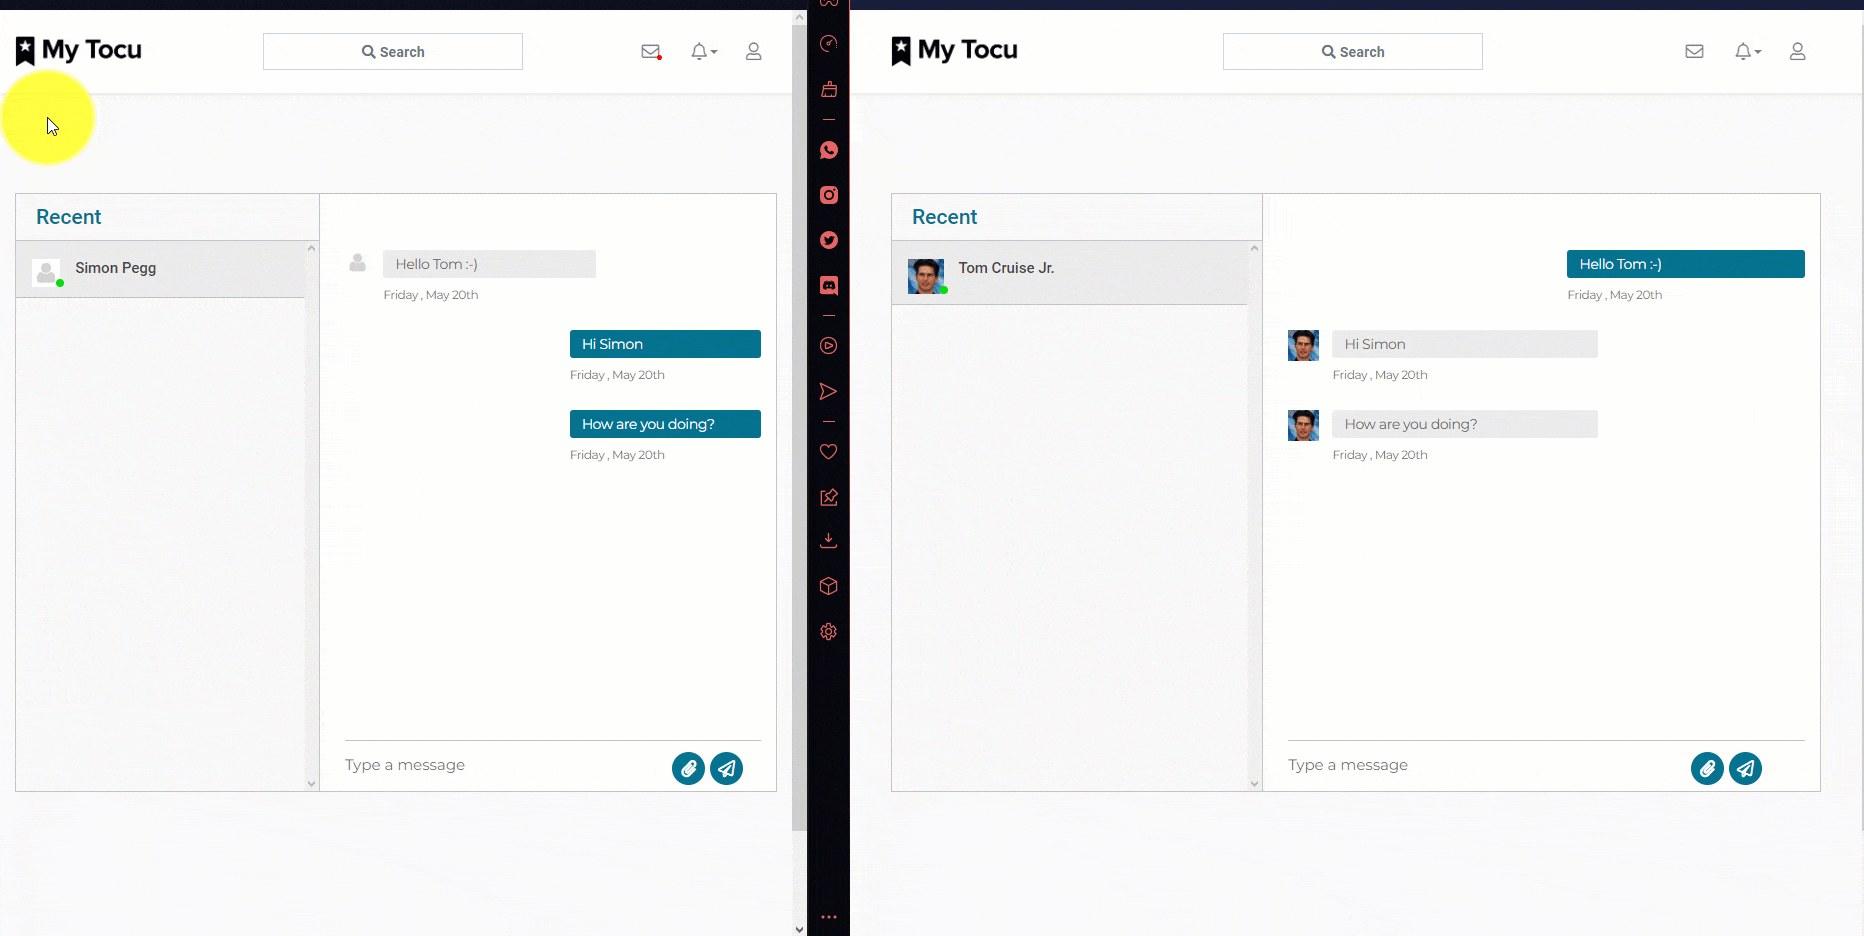 My Tocu
Search
Recent
Simon Pegg
Hello Tom :-)
Friday , May 20th
Hi Simon
Friday , May 20th
How are you doing?
Friday , May 20th
Type a message
My Tocu
Search
Recent
Tom Cruise Jr.
Hello Tom :-)
Friday , May 20th
Hi Simon
Friday , May 20th
How are you doing?
Friday , May 20th
Type a message